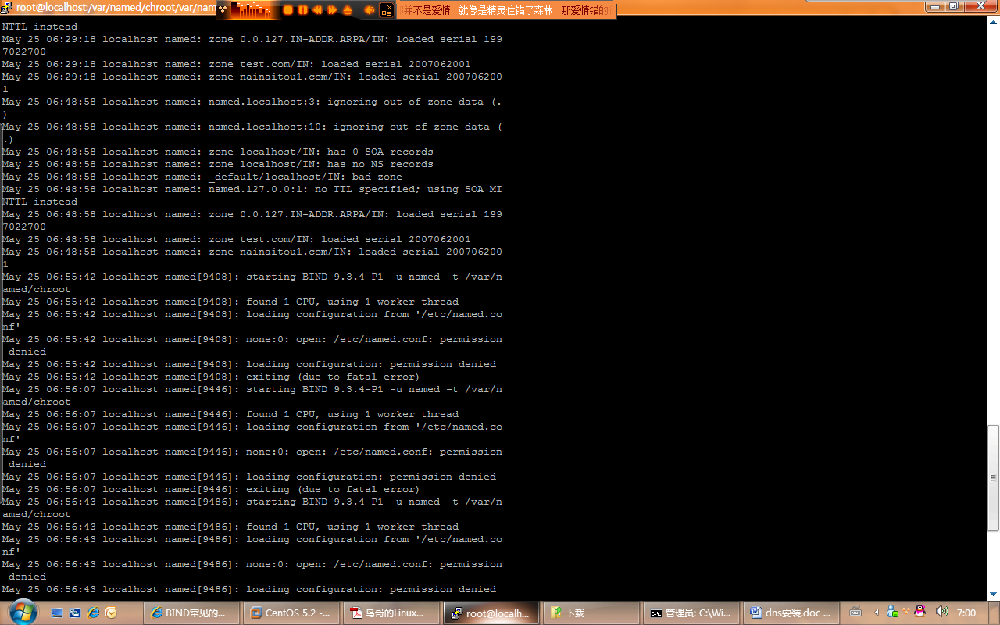 root@localhost:/var/named/chroot/var/nam
并不是爱情 就像是精灵住错了森林 那爱情错的
NTTL instead
May 25 06:29:18 localhost named: zone 0.0.127.IN-ADDR.ARPA/IN: loaded serial 199
7022700
May 25 06:29:18 localhost named: zone test.com/IN: loaded serial 2007062001
May 25 06:29:18 localhost named: zone nainaitou1.com/IN: loaded serial 200706200
1
May 25 06:48:58 localhost named: named.localhost:3: ignoring out-of-zone data (.
)
May 25 06:48:58 localhost named: named.localhost:10: ignoring out-of-zone data (
.)
May 25 06:48:58 localhost named: zone localhost/IN: has 0 SOA records
May 25 06:48:58 localhost named: zone localhost/IN: has no NS records
May 25 06:48:58 localhost named: _default/localhost/IN: bad zone
May 25 06:48:58 localhost named: named.127.0.0:1: no TTL specified; using SOA MI
NTTL instead
May 25 06:48:58 localhost named: zone 0.0.127.IN-ADDR.ARPA/IN: loaded serial 199
7022700
May 25 06:48:58 localhost named: zone test.com/IN: loaded serial 2007062001
May 25 06:48:58 localhost named: zone nainaitou1.com/IN: loaded serial 200706200
1
May 25 06:55:42 localhost named[9408]: starting BIND 9.3.4-P1 -u named -t /var/n
amed/chroot
May 25 06:55:42 localhost named[9408]: found 1 CPU, using 1 worker thread
May 25 06:55:42 localhost named[9408]: loading configuration from '/etc/named.co
nf'
May 25 06:55:42 localhost named[9408]: none:0: open: /etc/named.conf: permission
 denied
May 25 06:55:42 localhost named[9408]: loading configuration: permission denied
May 25 06:55:42 localhost named[9408]: exiting (due to fatal error)
May 25 06:56:07 localhost named[9446]: starting BIND 9.3.4-P1 -u named -t /var/n
amed/chroot
May 25 06:56:07 localhost named[9446]: found 1 CPU, using 1 worker thread
May 25 06:56:07 localhost named[9446]: loading configuration from '/etc/named.co
nf'
May 25 06:56:07 localhost named[9446]: none:0: open: /etc/named.conf: permission
 denied
May 25 06:56:07 localhost named[9446]: loading configuration: permission denied
May 25 06:56:07 localhost named[9446]: exiting (due to fatal error)
May 25 06:56:43 localhost named[9486]: starting BIND 9.3.4-P1 -u named -t /var/n
amed/chroot
May 25 06:56:43 localhost named[9486]: found 1 CPU, using 1 worker thread
May 25 06:56:43 localhost named[9486]: loading configuration from '/etc/named.co
nf'
May 25 06:56:43 localhost named[9486]: none:0: open: /etc/named.conf: permission
 denied
May 25 06:56:43 localhost named[9486]: loading configuration: permission denied
BIND常见的... CentOS 5.2 -... 鸟哥的Linux... root@localh... 下载 管理员: C:\Wi... dns安装.doc ... 7:00